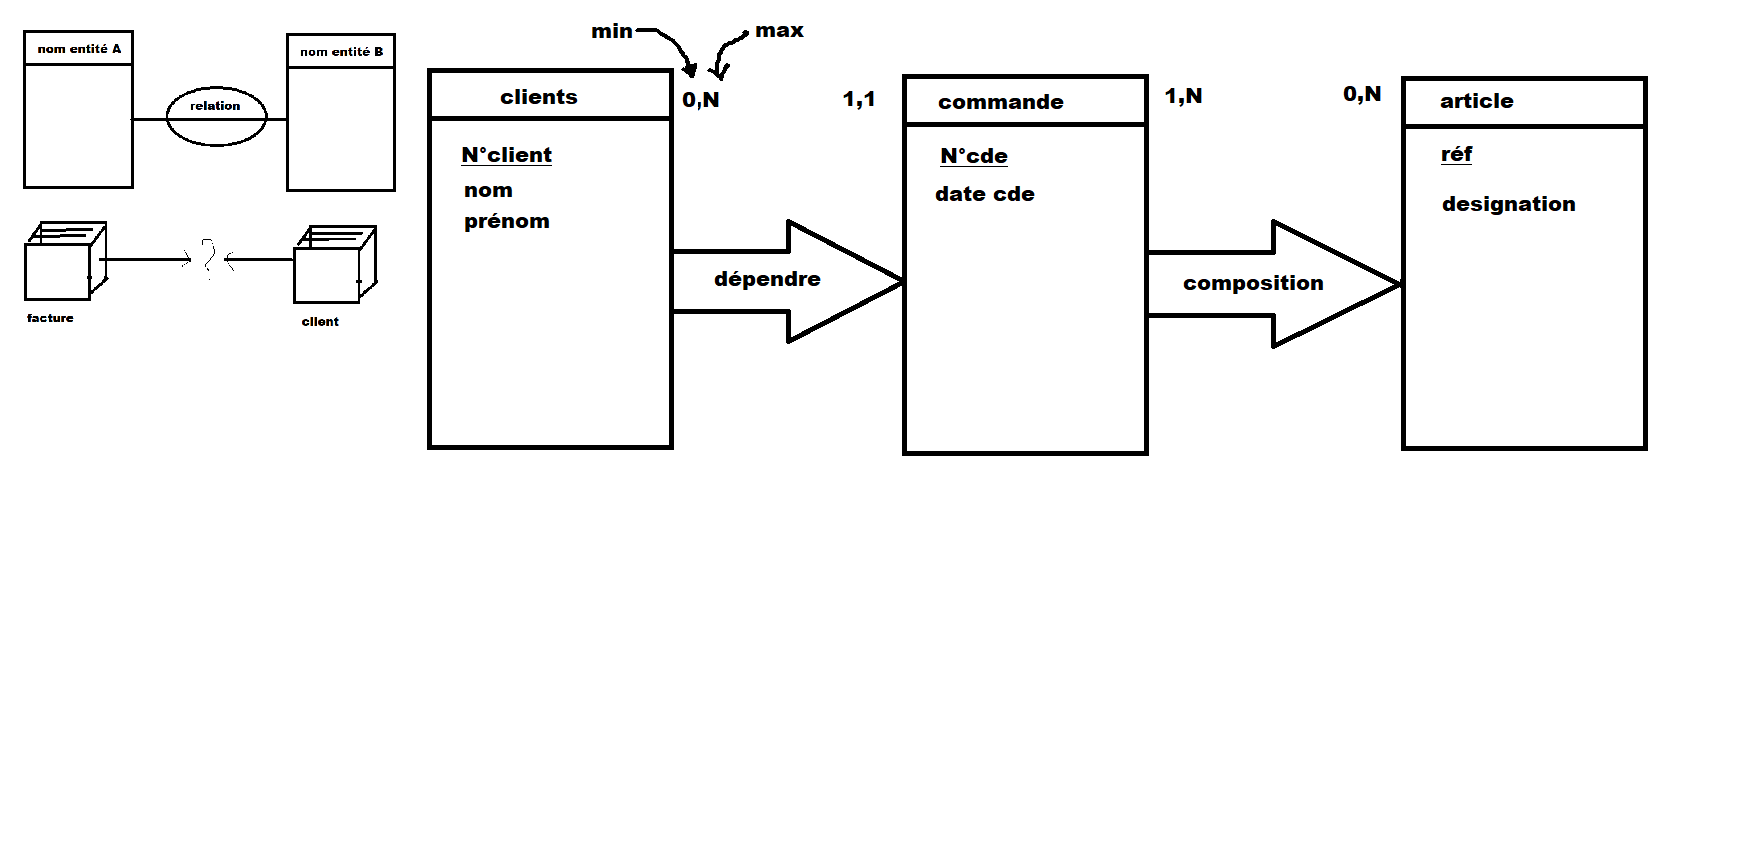 nom entité A
nom entité B
relation
facture
?
client
min
max
clients
0,N
N°client
nom
prénom
dépendre
1,1
commande
1,N
N°cde
date cde
composition
0,N
article
réf
designation